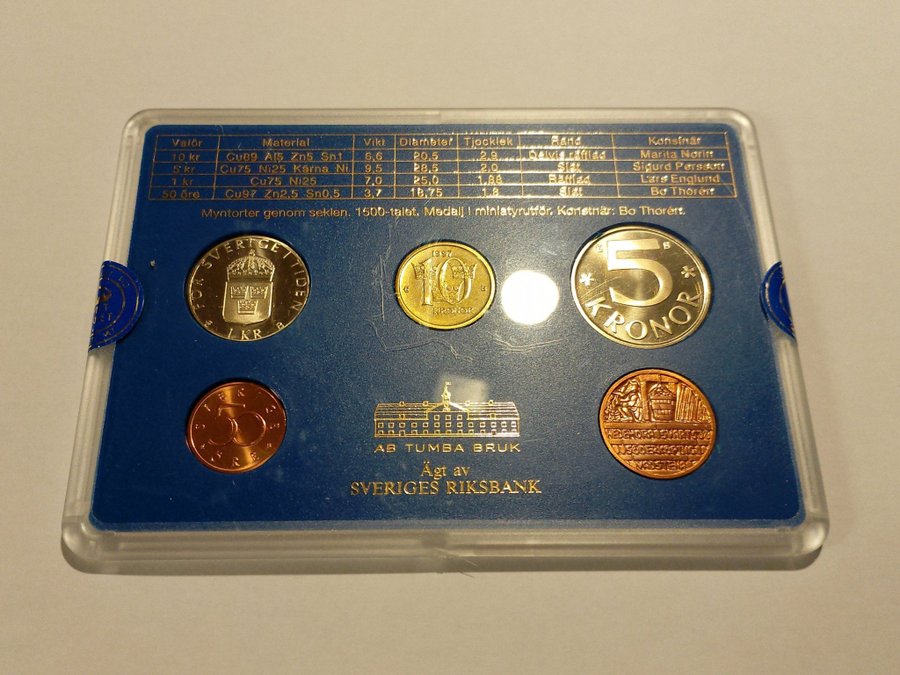 Valör Material Vikt Diameter Tjocklek Rand Konstnär
10 kr Cu89 Al5 Zn5 Sn1 6,6 20,5 2,9 Delvis räfflad Marita Norin
5 kr Cu75 Ni25 Kärna Ni 9,5 28,5 2,0 Slät Sigurd Persson
1 kr Cu75 Ni25 7,0 25,0 1,88 Räfflad Lars Englund
50 öre Cu97 Zn2,5 Sn0,5 3,7 18,75 1,8 Slät Bo Thorén
Myntorter genom seklen. 1500-talet. Medalj i miniatyrutför. Konstnär: Bo Thorén.
FÖR SVERIGE I TIDEN
1 KR B
1997
10
KRONOR
5
KRONOR
SVERIGE
50
ÖRE
AB TUMBA BRUK
Ägt av
SVERIGES RIKSBANK